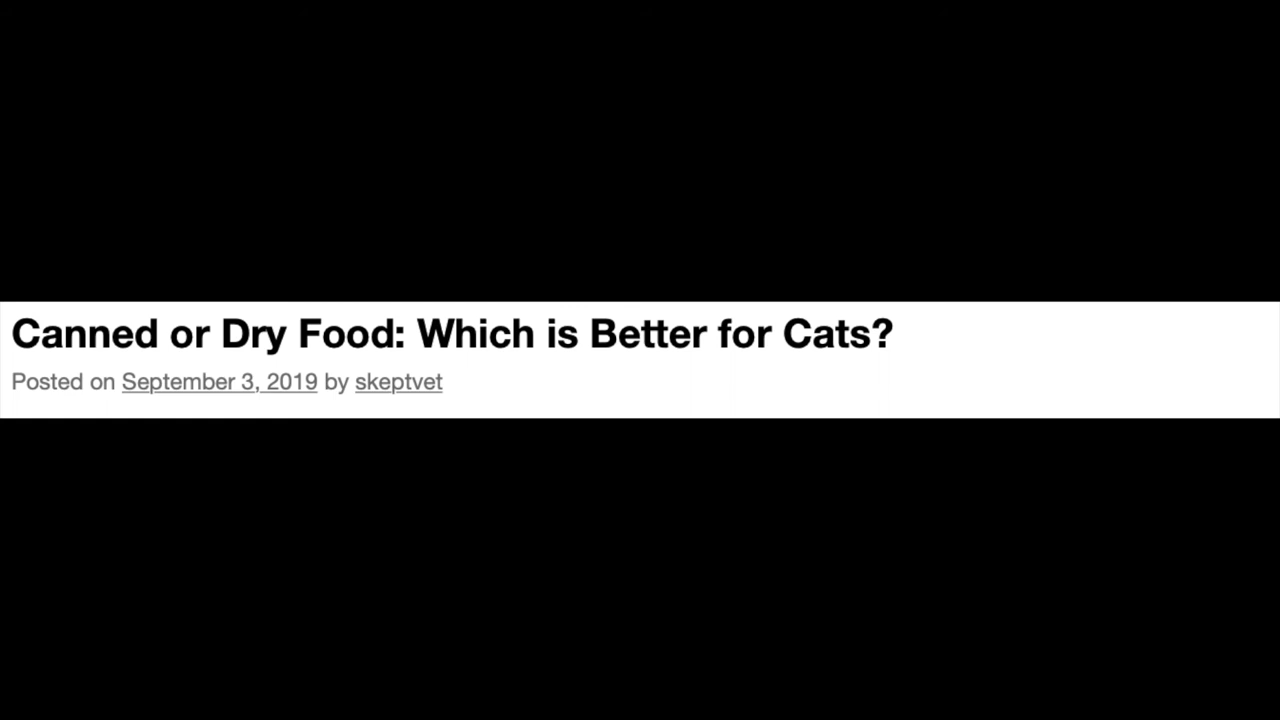 Canned or Dry Food: Which is Better for Cats?
Posted on September 3, 2019 by skeptvet